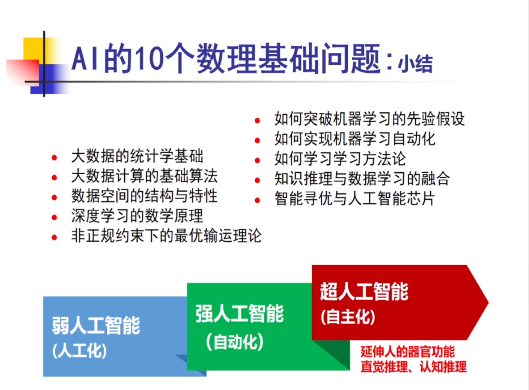 AI的10个数理基础问题:小结
大数据的统计学基础
大数据计算的基础算法
数据空间的结构与特性
深度学习的数学原理
非正规约束下的最优输运理论
如何突破机器学习的先验假设
如何实现机器学习自动化
如何学习学习方法论
知识推理与数据学习的融合
智能寻优与人工智能芯片
弱人工智能
(人工化)
强人工智能
(自动化)
超人工智能
(自主化)
延伸人的器官功能
直觉推理、认知推理